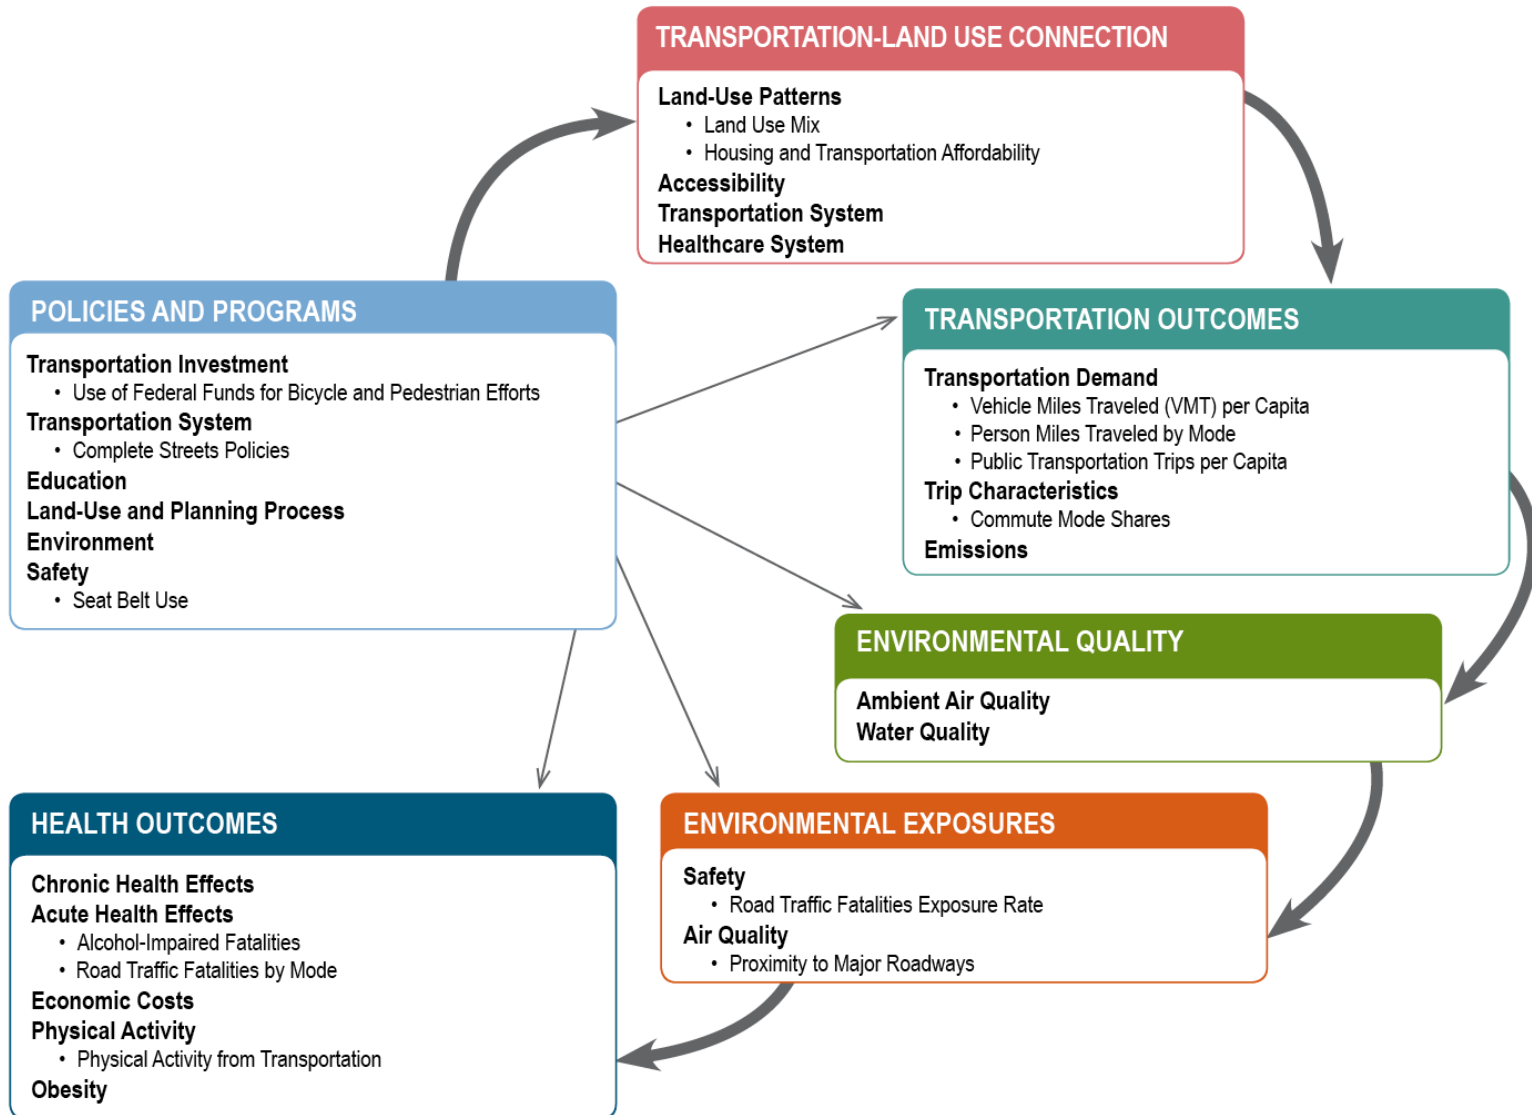 TRANSPORTATION-LAND USE CONNECTION
Land-Use Patterns
• Land Use Mix
• Housing and Transportation Affordability
Accessibility
Transportation System
Healthcare System
POLICIES AND PROGRAMS
Transportation Investment
• Use of Federal Funds for Bicycle and Pedestrian Efforts
Transportation System
• Complete Streets Policies
Education
Land-Use and Planning Process
Environment
Safety
• Seat Belt Use
TRANSPORTATION OUTCOMES
Transportation Demand
• Vehicle Miles Traveled (VMT) per Capita
• Person Miles Traveled by Mode
• Public Transportation Trips per Capita
Trip Characteristics
• Commute Mode Shares
Emissions
ENVIRONMENTAL QUALITY
Ambient Air Quality
Water Quality
ENVIRONMENTAL EXPOSURES
Safety
• Road Traffic Fatalities Exposure Rate
Air Quality
• Proximity to Major Roadways
HEALTH OUTCOMES
Chronic Health Effects
Acute Health Effects
• Alcohol-Impaired Fatalities
• Road Traffic Fatalities by Mode
Economic Costs
Physical Activity
• Physical Activity from Transportation
Obesity